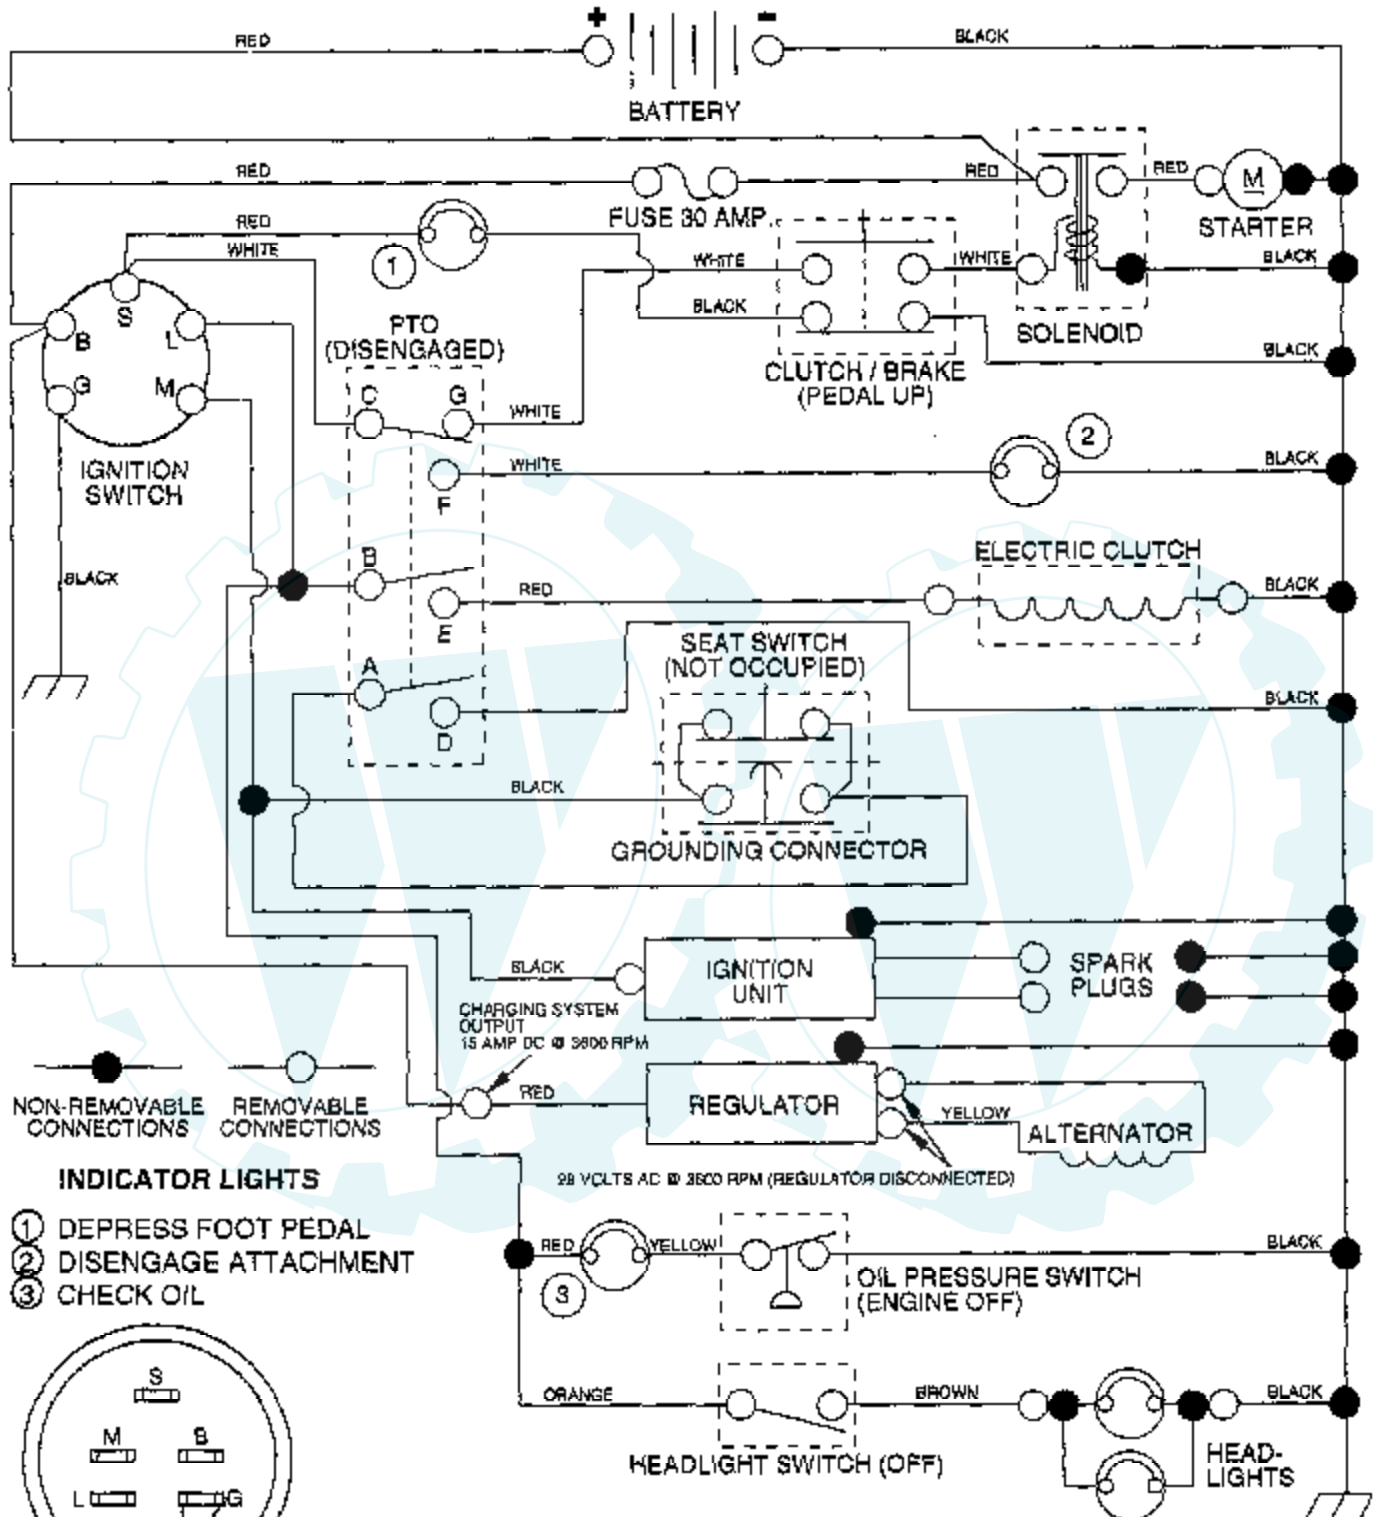 + -
RED
BLACK
BATTERY
RED
RED
RED
M
FUSE 30 AMP.
STARTER
RED
WHITE
1
WHITE
WHITE
BLACK
S
B
L
BLACK
SOLENOID
PTO
(DISENGAGED)
BLACK
CLUTCH / BRAKE
(PEDAL UP)
G
M
C
G
WHITE
2
IGNITION
SWITCH
WHITE
BLACK
F
ELECTRIC CLUTCH
B
BLACK
RED
BLACK
E
SEAT SWITCH
(NOT OCCUPIED)
A
BLACK
D
BLACK
GROUNDING CONNECTOR
BLACK
IGNITION
UNIT
SPARK
PLUGS
CHARGING SYSTEM
OUTPUT
15 AMP DC @ 3600 RPM
NON-REMOVABLE
CONNECTIONS
REMOVABLE
CONNECTIONS
RED
REGULATOR
YELLOW
ALTERNATOR
28 VOLTS AC @ 3600 RPM (REGULATOR DISCONNECTED)
INDICATOR LIGHTS
1 DEPRESS FOOT PEDAL
2 DISENGAGE ATTACHMENT
3 CHECK OIL
RED
YELLOW
BLACK
3
OIL PRESSURE SWITCH
(ENGINE OFF)
S
ORANGE
BROWN
BLACK
M
B
HEADLIGHT SWITCH (OFF)
HEAD-
LIGHTS
L
G